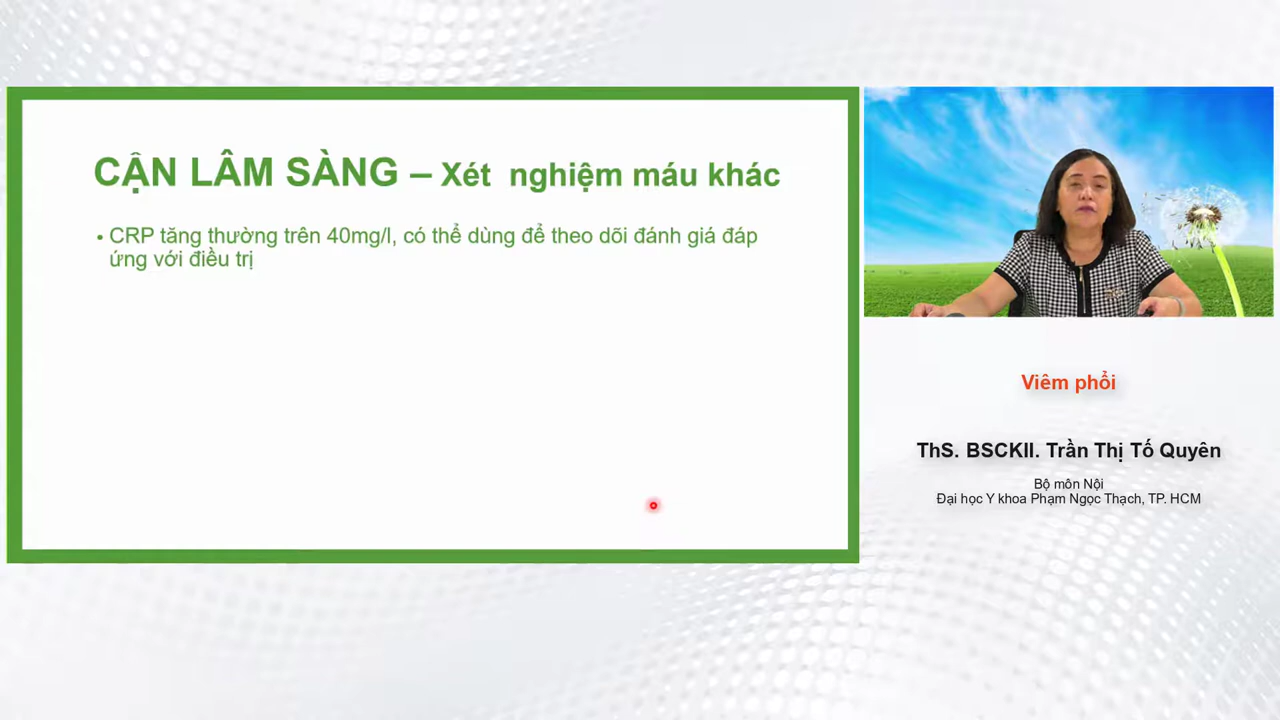 CẬN LÂM SÀNG – Xét nghiệm máu khác
• CRP tăng thường trên 40mg/l, có thể dùng để theo dõi đánh giá đáp
ứng với điều trị
Viêm phổi
ThS. BSCKII. Trần Thị Tố Quyên
Bộ môn Nội
Đại học Y khoa Phạm Ngọc Thạch, TP. HCM